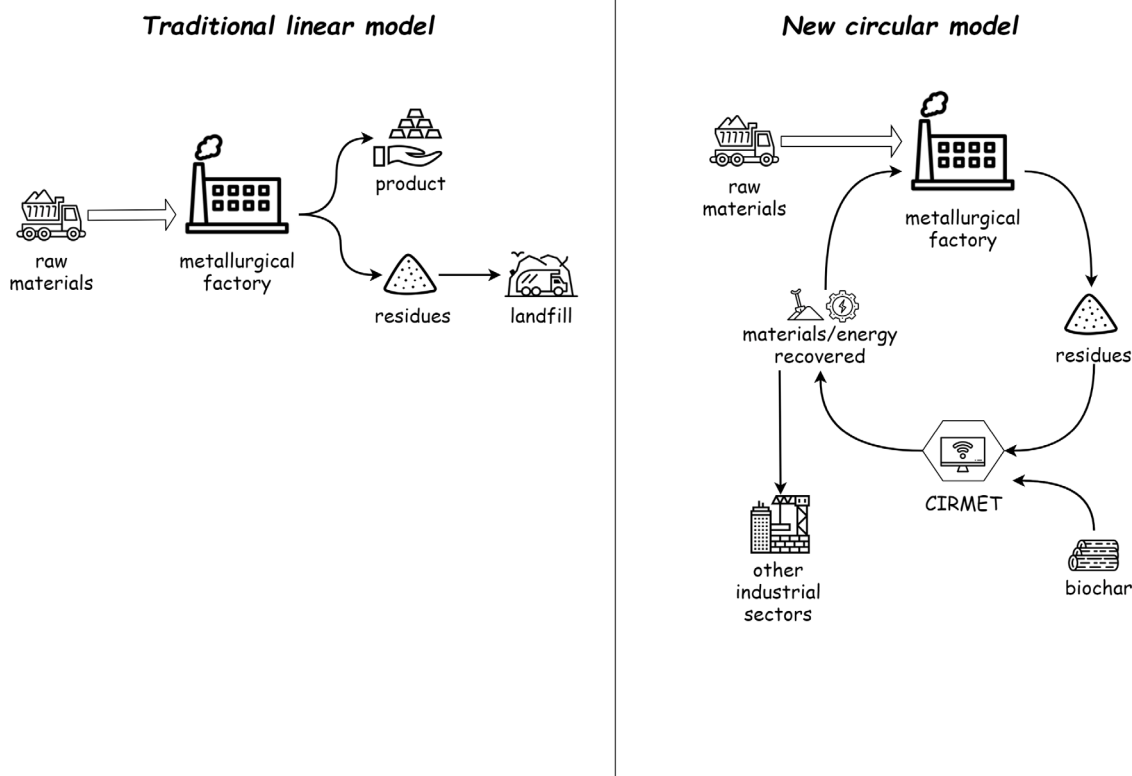 Traditional linear model
product
raw
materials
metallurgical
factory
residues
landfill
New circular model
raw
materials
metallurgical
factory
materials/energy
recovered
residues
CIRMET
other
industrial
sectors
biochar